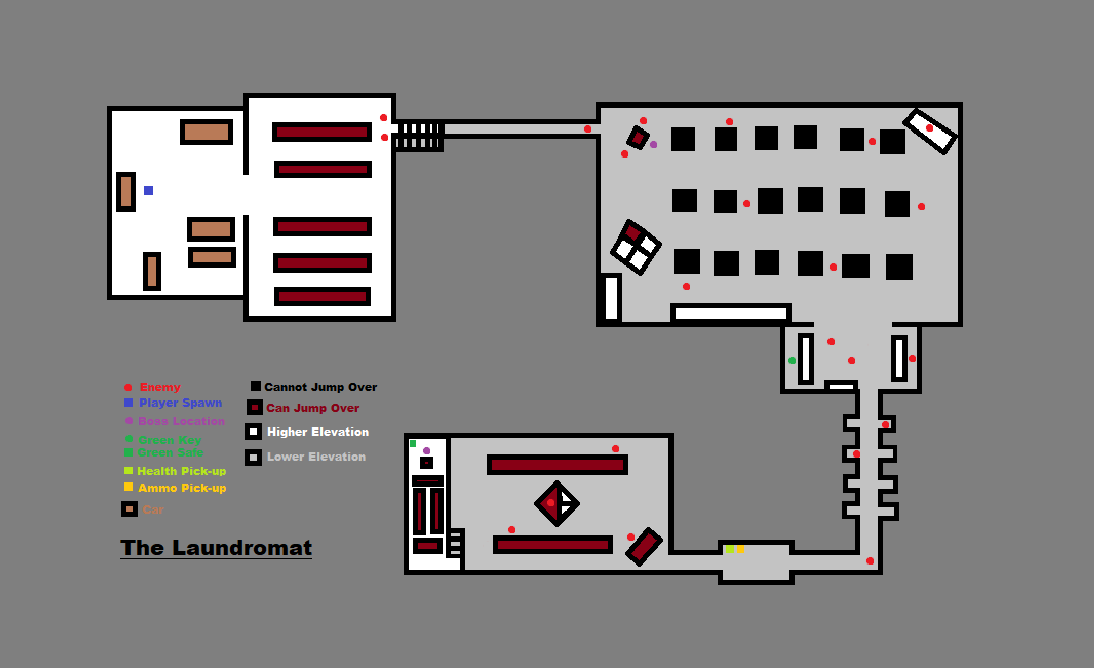 Enemy
Player Spawn
Boss Location
Green Key
Green Safe
Health Pick-up
Ammo Pick-up
Car
Cannot Jump Over
Can Jump Over
Higher Elevation
Lower Elevation
The Laundromat